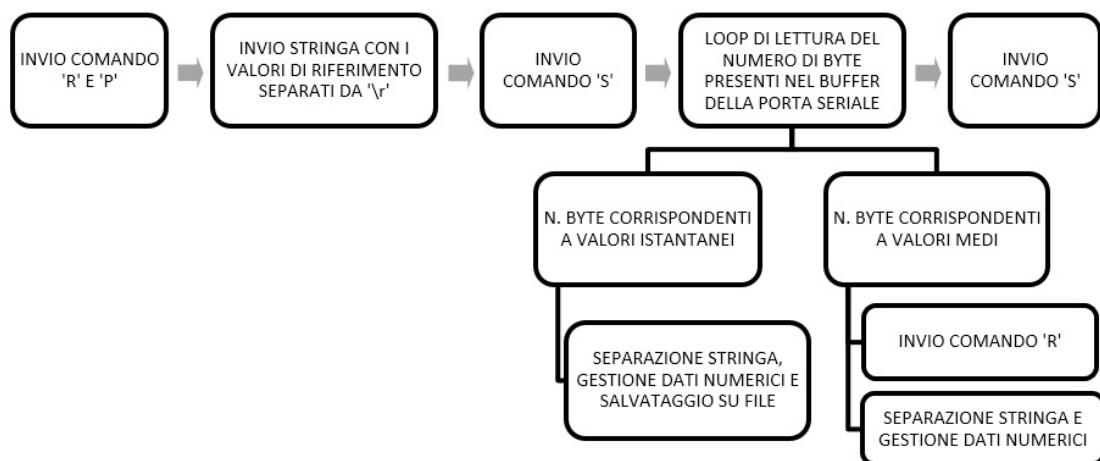 INVIO COMANDO
'R' E 'P'
INVIO STRINGA CON I
VALORI DI RIFERIMENTO
SEPARATI DA '\r'
INVIO
COMANDO 'S'
LOOP DI LETTURA DEL
NUMERO DI BYTE
PRESENTI NEL BUFFER
DELLA PORTA SERIALE
INVIO
COMANDO 'S'
N. BYTE CORRISPONDENTI
A VALORI ISTANTANEI
SEPARAZIONE STRINGA,
GESTIONE DATI NUMERICI E
SALVATAGGIO SU FILE
N. BYTE CORRISPONDENTI
A VALORI MEDI
INVIO COMANDO 'R'
SEPARAZIONE STRINGA E
GESTIONE DATI NUMERICI